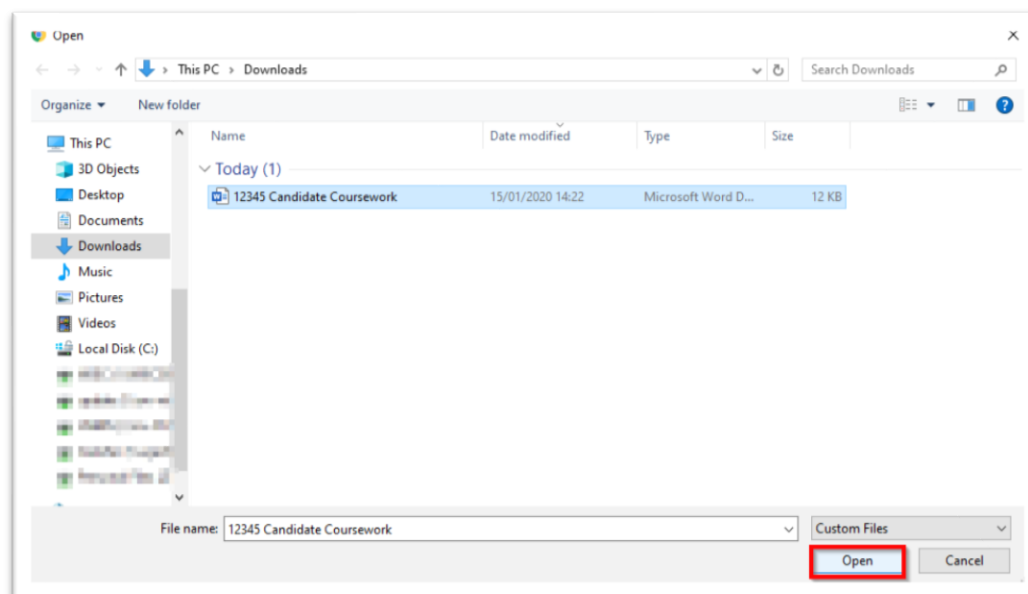 Open
This PC > Downloads
Search Downloads
Organize
New folder
Name Date modified Type Size
This PC
3D Objects
Desktop
Documents
Downloads
Music
Pictures
Videos
Local Disk (C:)
Today (1)
12345 Candidate Coursework 15/01/2020 14:22 Microsoft Word D... 12 KB
File name: 12345 Candidate Coursework
Custom Files
Open
Cancel